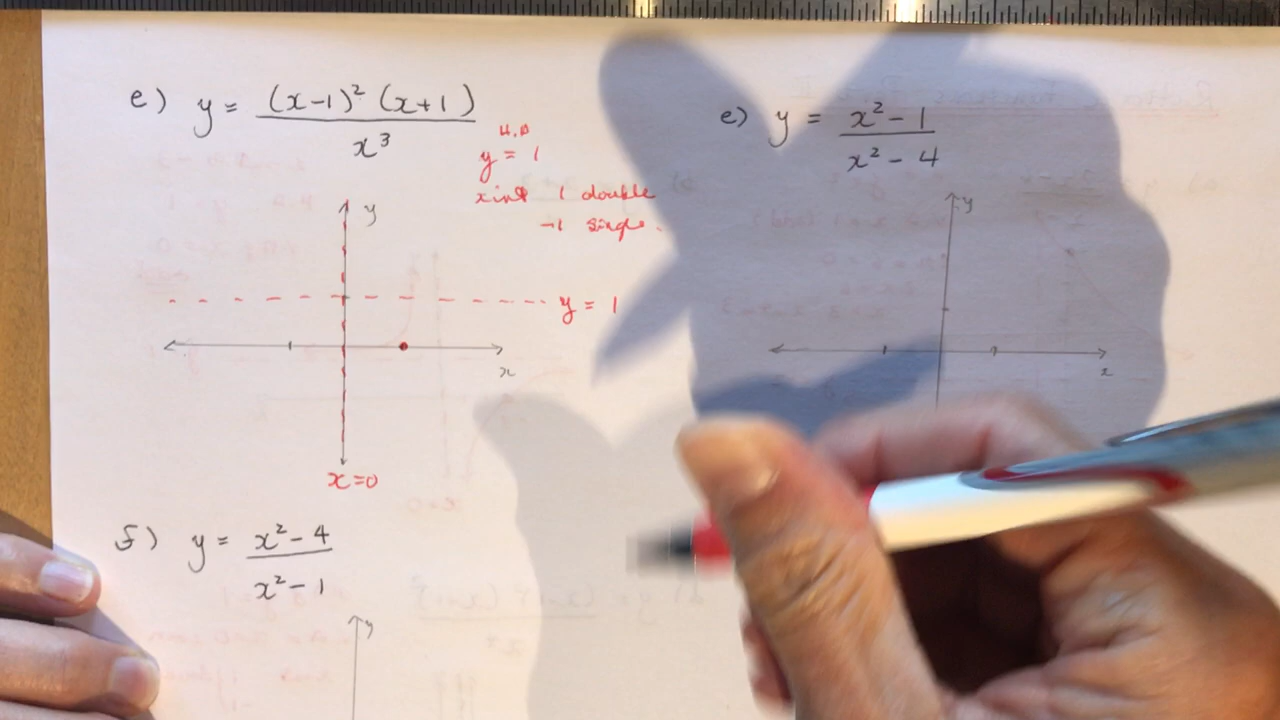 e) y = (x-1)² (x+1) / x³
H.A
y = 1
xint 1 double
-1 single.
y
y = 1
x
x=0
e) y = x² - 1 / x² - 4
y
x
f) y = x² - 4 / x² - 1
y